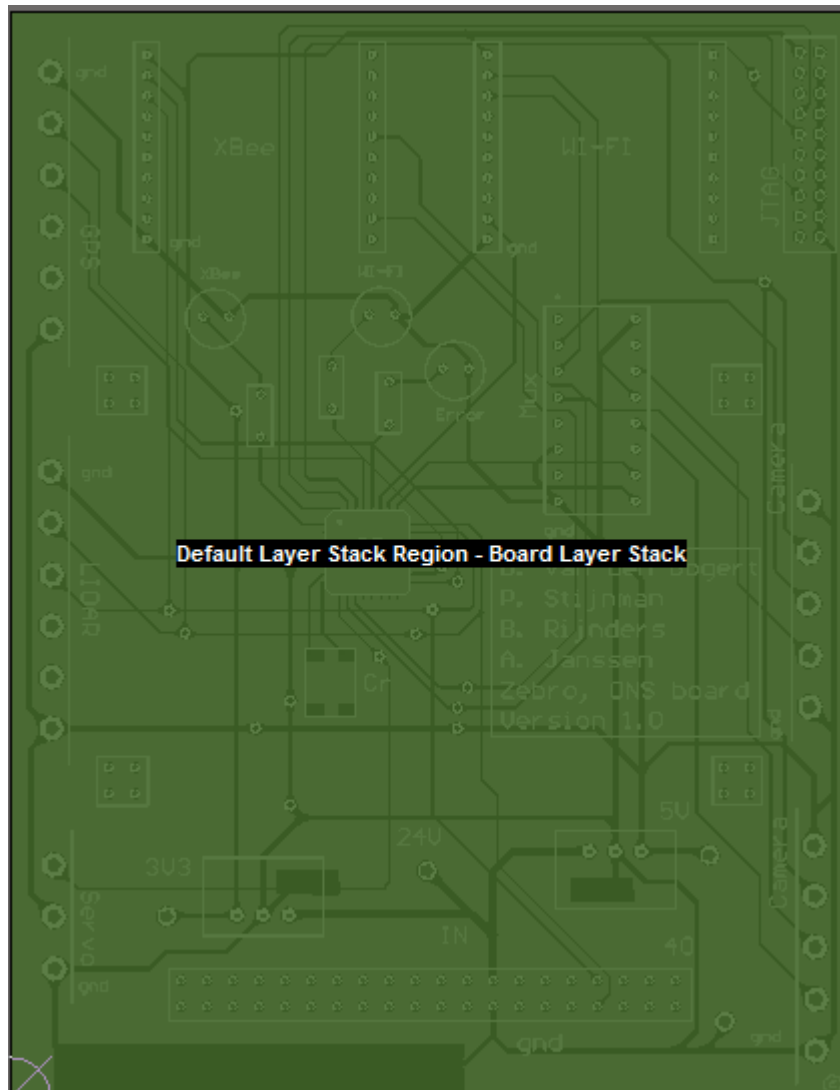 gnd
XBee
WI-FI
JTAG
gnd
gnd
GPS
XBee
WI-FI
Error
Mux
Camera
gnd
gnd
Default Layer Stack Region - Board Layer Stack
LIDAR
P. Stijnman
B. Rijnders
A. Janssen
Zebro, DNS board
Version 1.0
Cr
gnd
5V
24V
3V3
Camera
Servo
IN
40
gnd
gnd
gnd